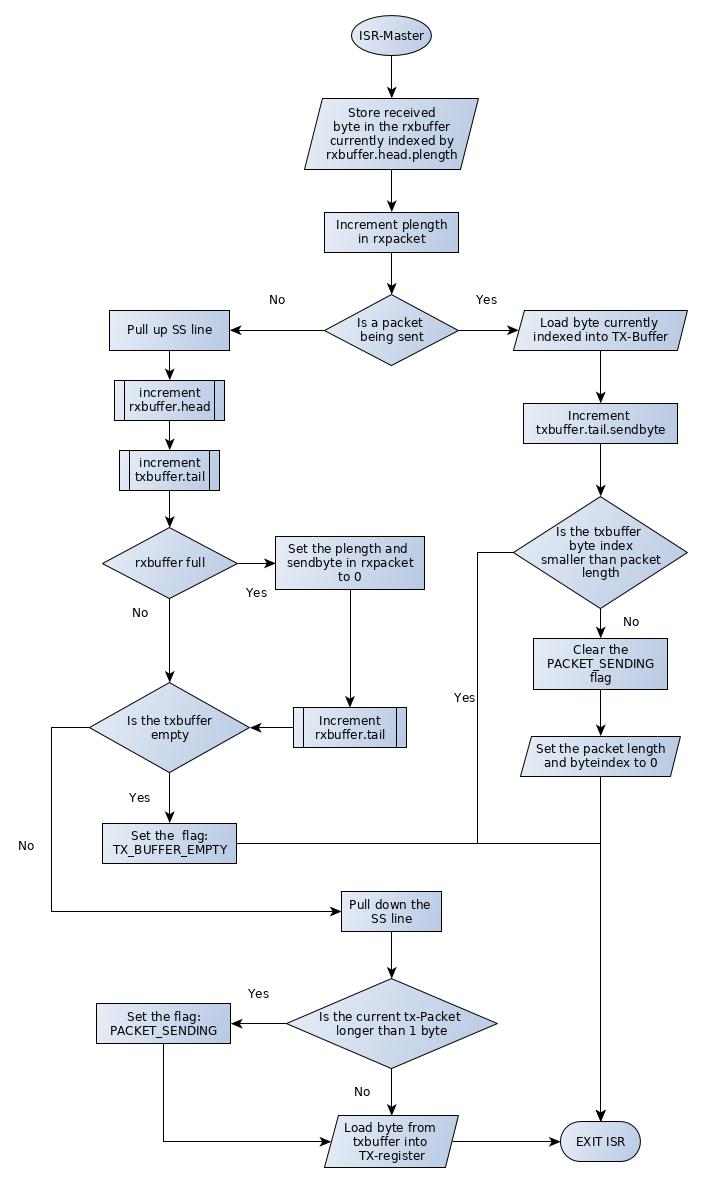 ISR-Master
Store received
byte in the rxbuffer
currently indexed by
rxbuffer.head.plength
Increment plength
in rxpacket
No
Yes
Is a packet
being sent
Pull up SS line
Load byte currently
indexed into TX-Buffer
increment
rxbuffer.head
Increment
txbuffer.tail.sendbyte
increment
txbuffer.tail
rxbuffer full
Yes
No
Set the plength and
sendbyte in rxpacket
to 0
Is the txbuffer
byte index
smaller than packet
length
No
Yes
Clear the
PACKET_SENDING
flag
Increment
rxbuffer.tail
Is the txbuffer
empty
Set the packet length
and byteindex to 0
Yes
No
Set the  flag:
TX_BUFFER_EMPTY
Pull down the
SS line
Yes
Is the current tx-Packet
longer than 1 byte
Set the flag:
PACKET_SENDING
No
Load byte from
txbuffer into
TX-register
EXIT ISR